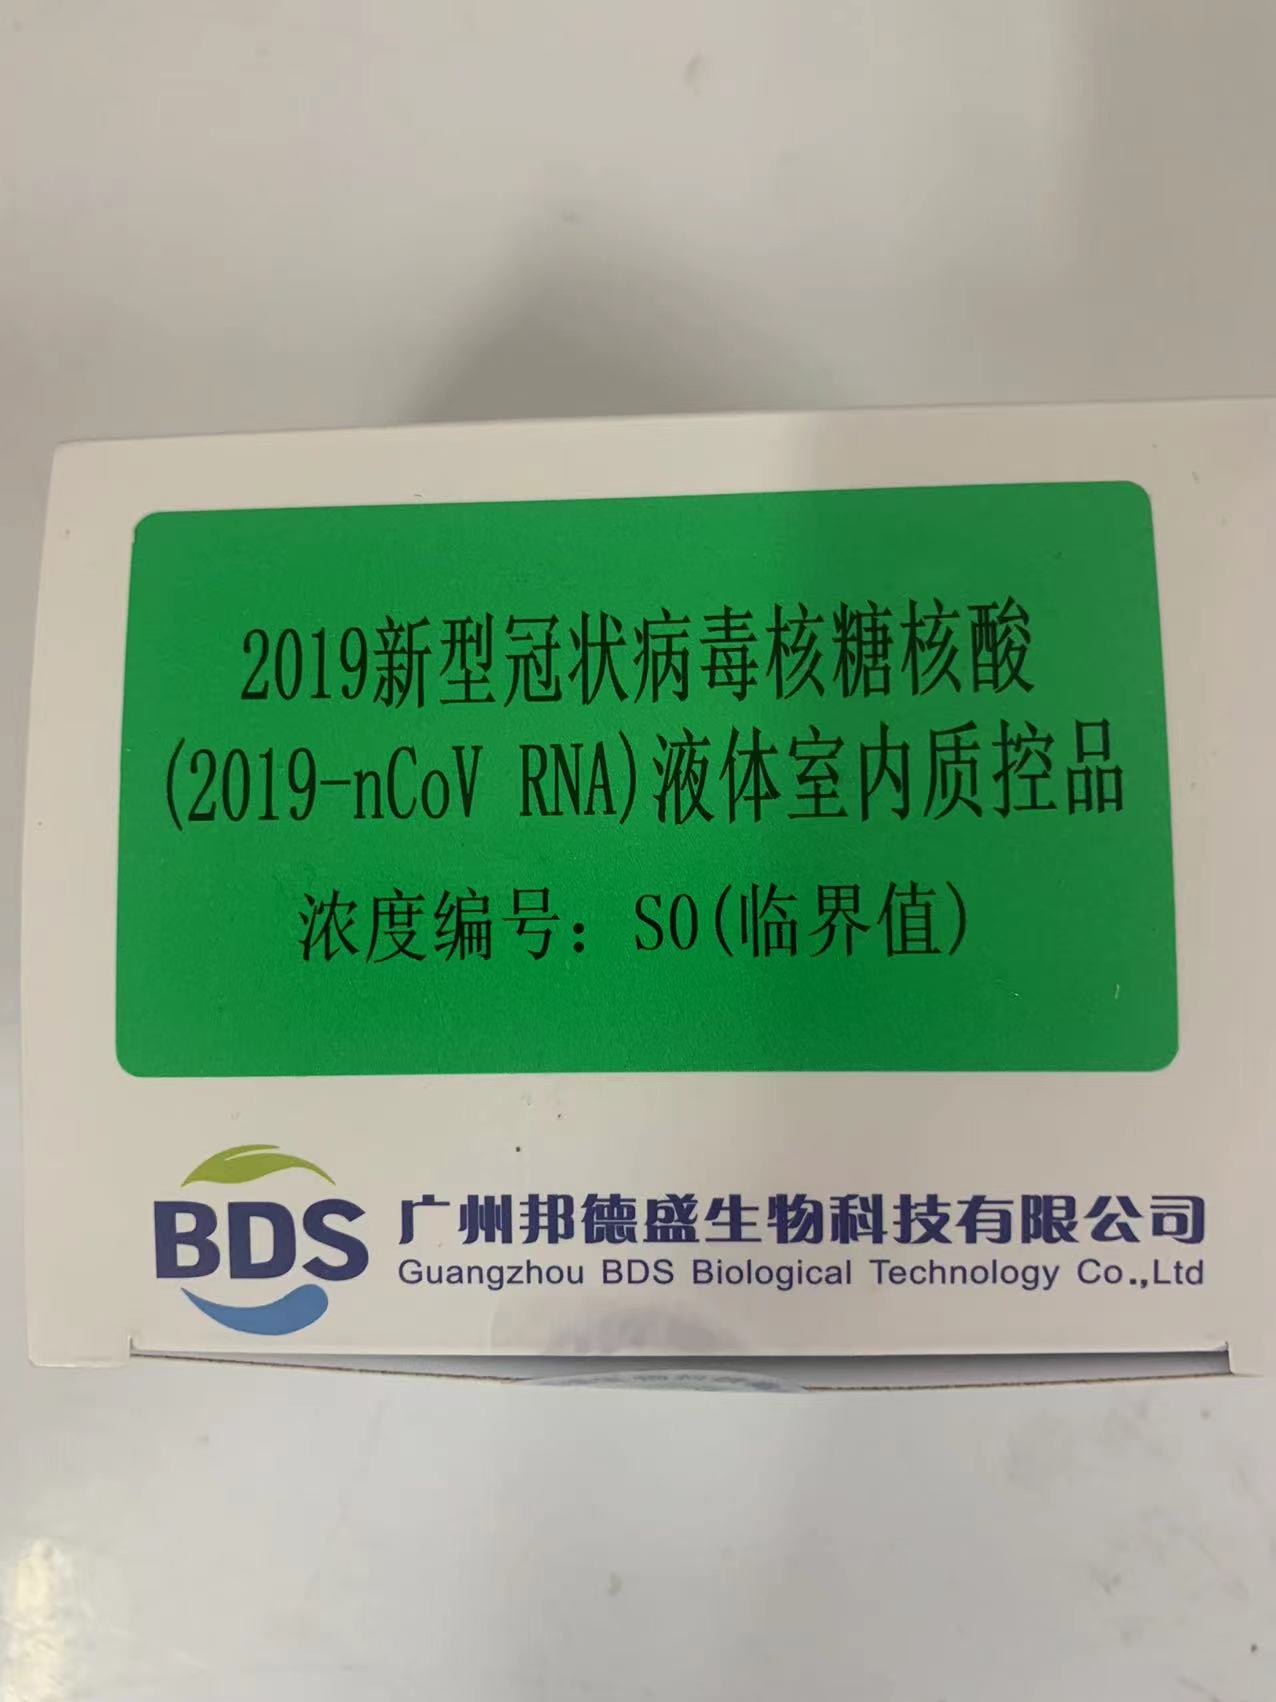 2019新型冠状病毒核糖核酸
(2019-nCoV RNA)液体室内质控品
浓度编号：S0(临界值)
BDS
广州邦德盛生物科技有限公司
Guangzhou BDS Biological Technology Co.,Ltd